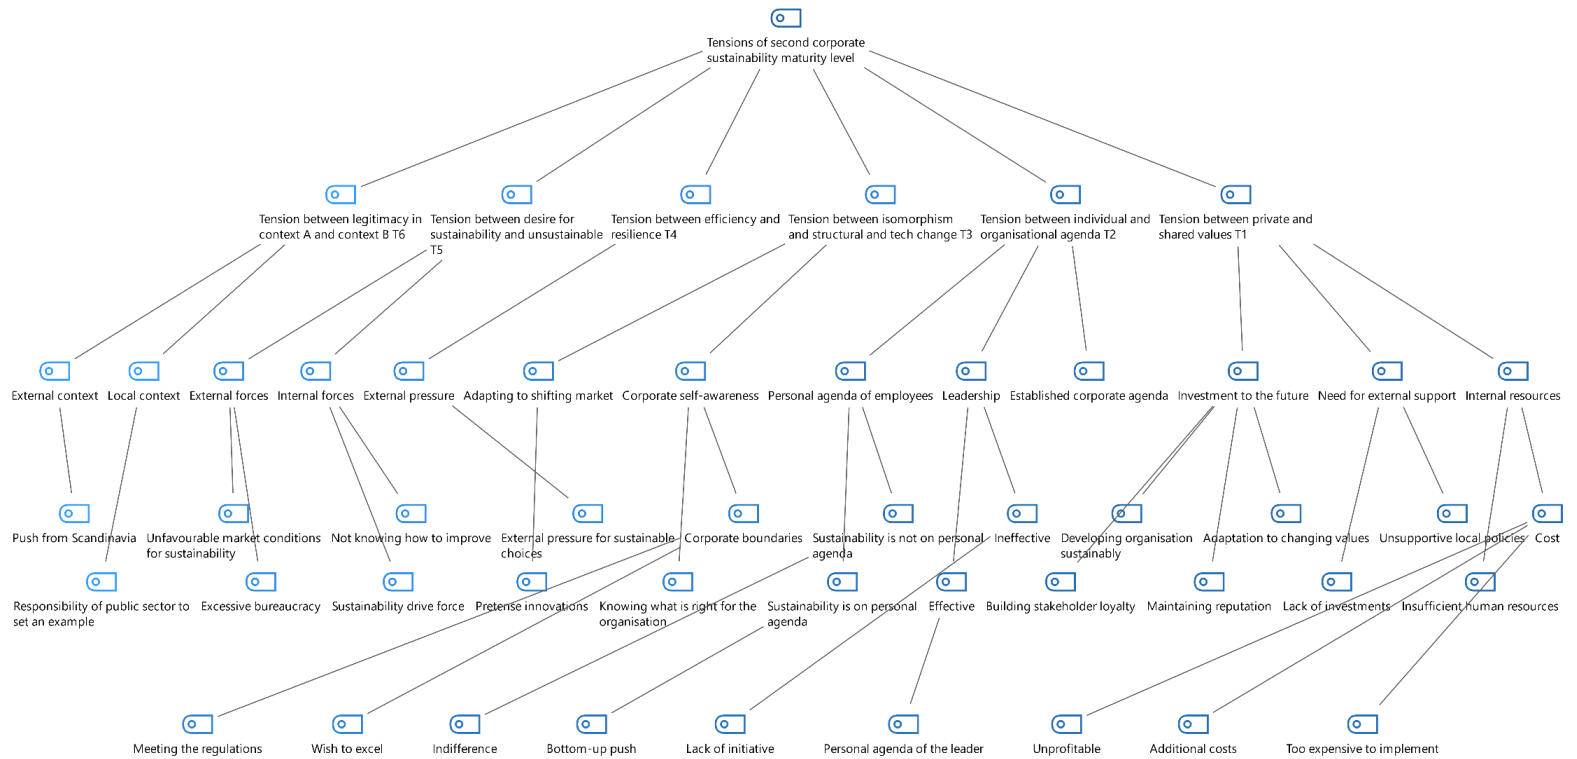 Tensions of second corporate
sustainability maturity level
Tension between legitimacy in
context A and context B T6
Tension between desire for
sustainability and unsustainable
T5
Tension between efficiency and
resilience T4
Tension between isomorphism
and structural and tech change T3
Tension between individual and
organisational agenda T2
Tension between private and
shared values T1
External context
Local context
External forces
Internal forces
External pressure
Adapting to shifting market
Corporate self-awareness
Personal agenda of employees
Leadership
Established corporate agenda
Investment to the future
Need for external support
Internal resources
Push from Scandinavia
Unfavourable market conditions
for sustainability
Not knowing how to improve
External pressure for sustainable
choices
Corporate boundaries
Sustainability is not on personal
agenda
Ineffective
Developing organisation
sustainably
Adaptation to changing values
Unsupportive local policies
Cost
Responsibility of public sector to
set an example
Excessive bureaucracy
Sustainability drive force
Pretense innovations
Knowing what is right for the
organisation
Sustainability is on personal
agenda
Effective
Building stakeholder loyalty
Maintaining reputation
Lack of investments
Insufficient human resources
Meeting the regulations
Wish to excel
Indifference
Bottom-up push
Lack of initiative
Personal agenda of the leader
Unprofitable
Additional costs
Too expensive to implement